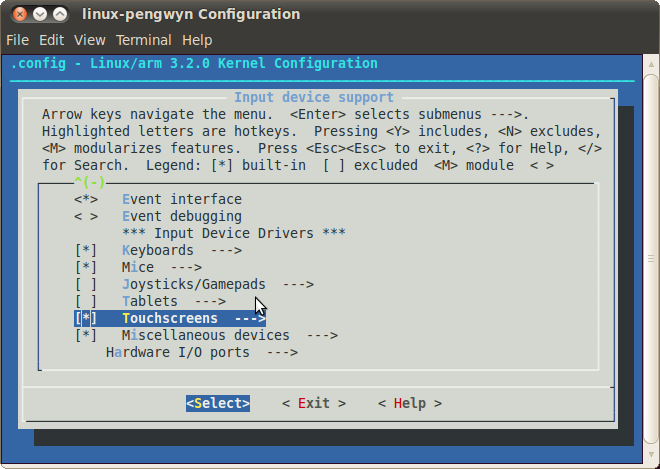 linux-pengwyn Configuration
File Edit View Terminal Help
.config - Linux/arm 3.2.0 Kernel Configuration
Input device support
Arrow keys navigate the menu. <Enter> selects submenus --->.
Highlighted letters are hotkeys. Pressing <Y> includes, <N> excludes,
<M> modularizes features. Press <Esc><Esc> to exit, <?> for Help, </>
for Search. Legend: [*] built-in [ ] excluded <M> module < >
^(-)
<*> Event interface
< > Event debugging
*** Input Device Drivers ***
[*] Keyboards --->
[*] Mice --->
[ ] Joysticks/Gamepads --->
[ ] Tablets --->
[*] Touchscreens --->
[*] Miscellaneous devices --->
Hardware I/O ports --->
<Select> < Exit > < Help >